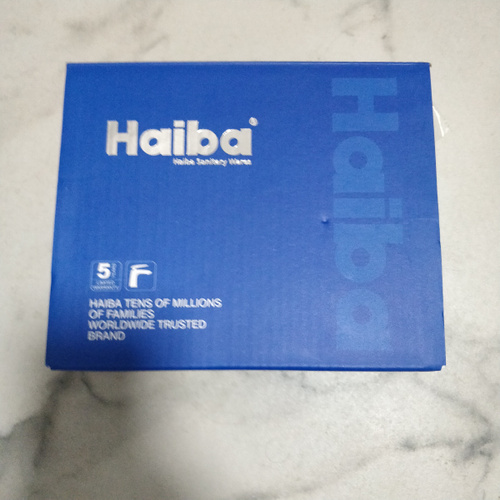 Haiba®
Haiba Sanitary Wares
Haiba
5
HAIBA TENS OF MILLIONS
OF FAMILIES
WORLDWIDE TRUSTED
BRAND